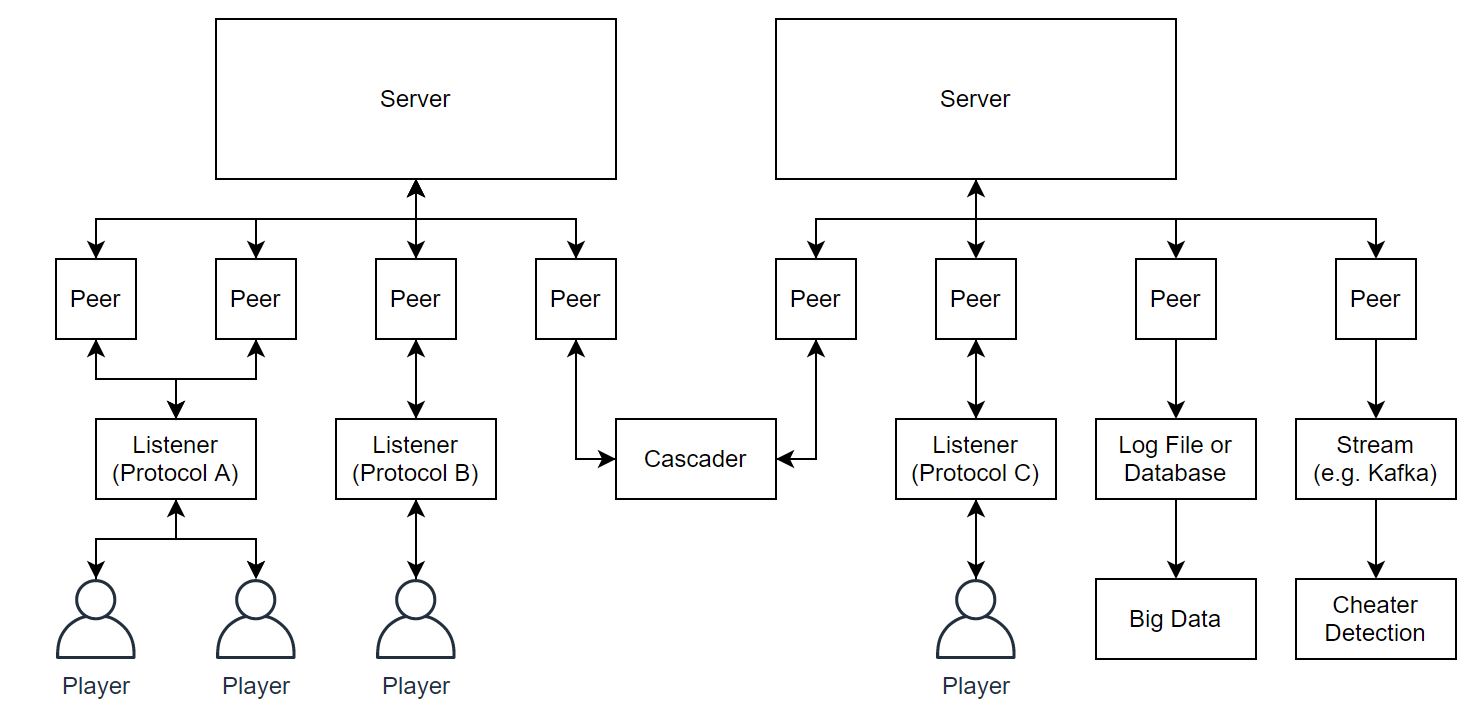 Server
Server
Peer
Peer
Peer
Peer
Peer
Peer
Peer
Peer
Listener
(Protocol A)
Listener
(Protocol B)
Cascader
Listener
(Protocol C)
Log File or
Database
Stream
(e.g. Kafka)
Big Data
Cheater
Detection
Player
Player
Player
Player